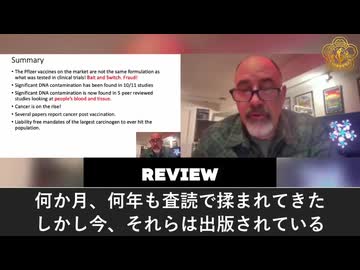 Summary
• The Pfizer vaccines on the market are not the same formulation as
what was tested in clinical trials! Bait and Switch. Fraud!
• Significant DNA contamination has been found in 10/11 studies
• Significant DNA contamination is now found in 5 peer reviewed
studies looking at people's blood and tissue.
• Cancer is on the rise!
• Several papers report cancer post vaccination.
• Liability free mandates of the largest carcinogen to ever hit the
population.
REVIEW
何か月、何年も査読で揉まれてきた
しかし今、それらは出版されている